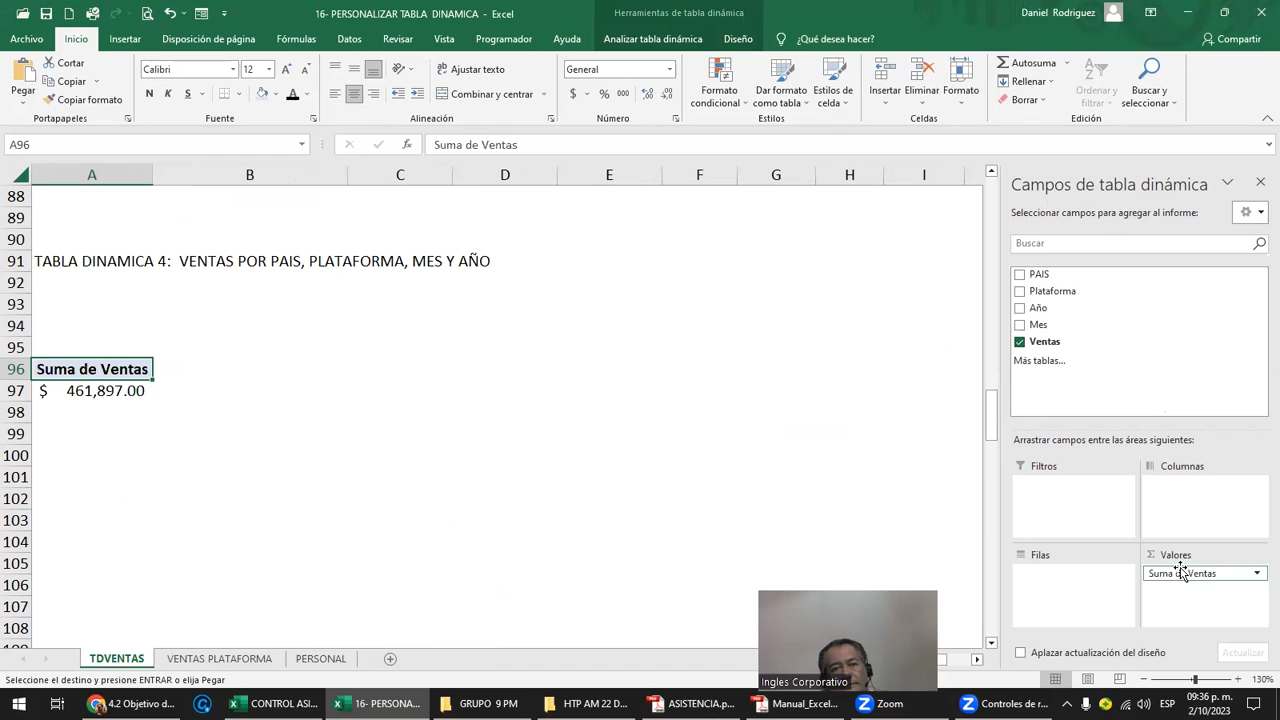 16- PERSONALIZAR TABLA DINAMICA - Excel
Herramientas de tabla dinámica
Daniel Rodriguez
Archivo Inicio Insertar Disposición de página Fórmulas Datos Revisar Vista Programador Ayuda Analizar tabla dinámica Diseño ¿Qué desea hacer? Compartir
Pegar
Cortar
Copiar
Copiar formato
Portapapeles
Calibri 12
N K S
Fuente
Ajustar texto
Combinar y centrar
Alineación
General
$ % 000
Número
Formato condicional
Dar formato como tabla
Estilos de celda
Estilos
Insertar Eliminar Formato
Celdas
Autosuma
Rellenar
Borrar
Ordenar y filtrar
Buscar y seleccionar
Edición
A96 fx Suma de Ventas
A B C D E F G H I
88
89
90
91 TABLA DINAMICA 4: VENTAS POR PAIS, PLATAFORMA, MES Y AÑO
92
93
94
95
96 Suma de Ventas
97 $ 461,897.00
98
99
100
101
102
103
104
105
106
107
108
Campos de tabla dinámica
Seleccionar campos para agregar al informe:
Buscar
PAIS
Plataforma
Año
Mes
Ventas
Más tablas...
Arrastrar campos entre las áreas siguientes:
Filtros Columnas
Filas Σ Valores
Suma de Ventas
Aplazar actualización del diseño Actualizar
Ingles Corporativo
TDVENTAS VENTAS PLATAFORMA PERSONAL
Seleccione el destino y presione ENTRAR o elija Pegar
130%
4.2 Objetivo d
CONTROL ASIS
16- PERSONA...
GRUPO 9 PM
HTP AM 22 D...
ASISTENCIA.p...
Manual_Excel...
Zoom
Controles de r...
ESP
09:36 p. m.
2/10/2023